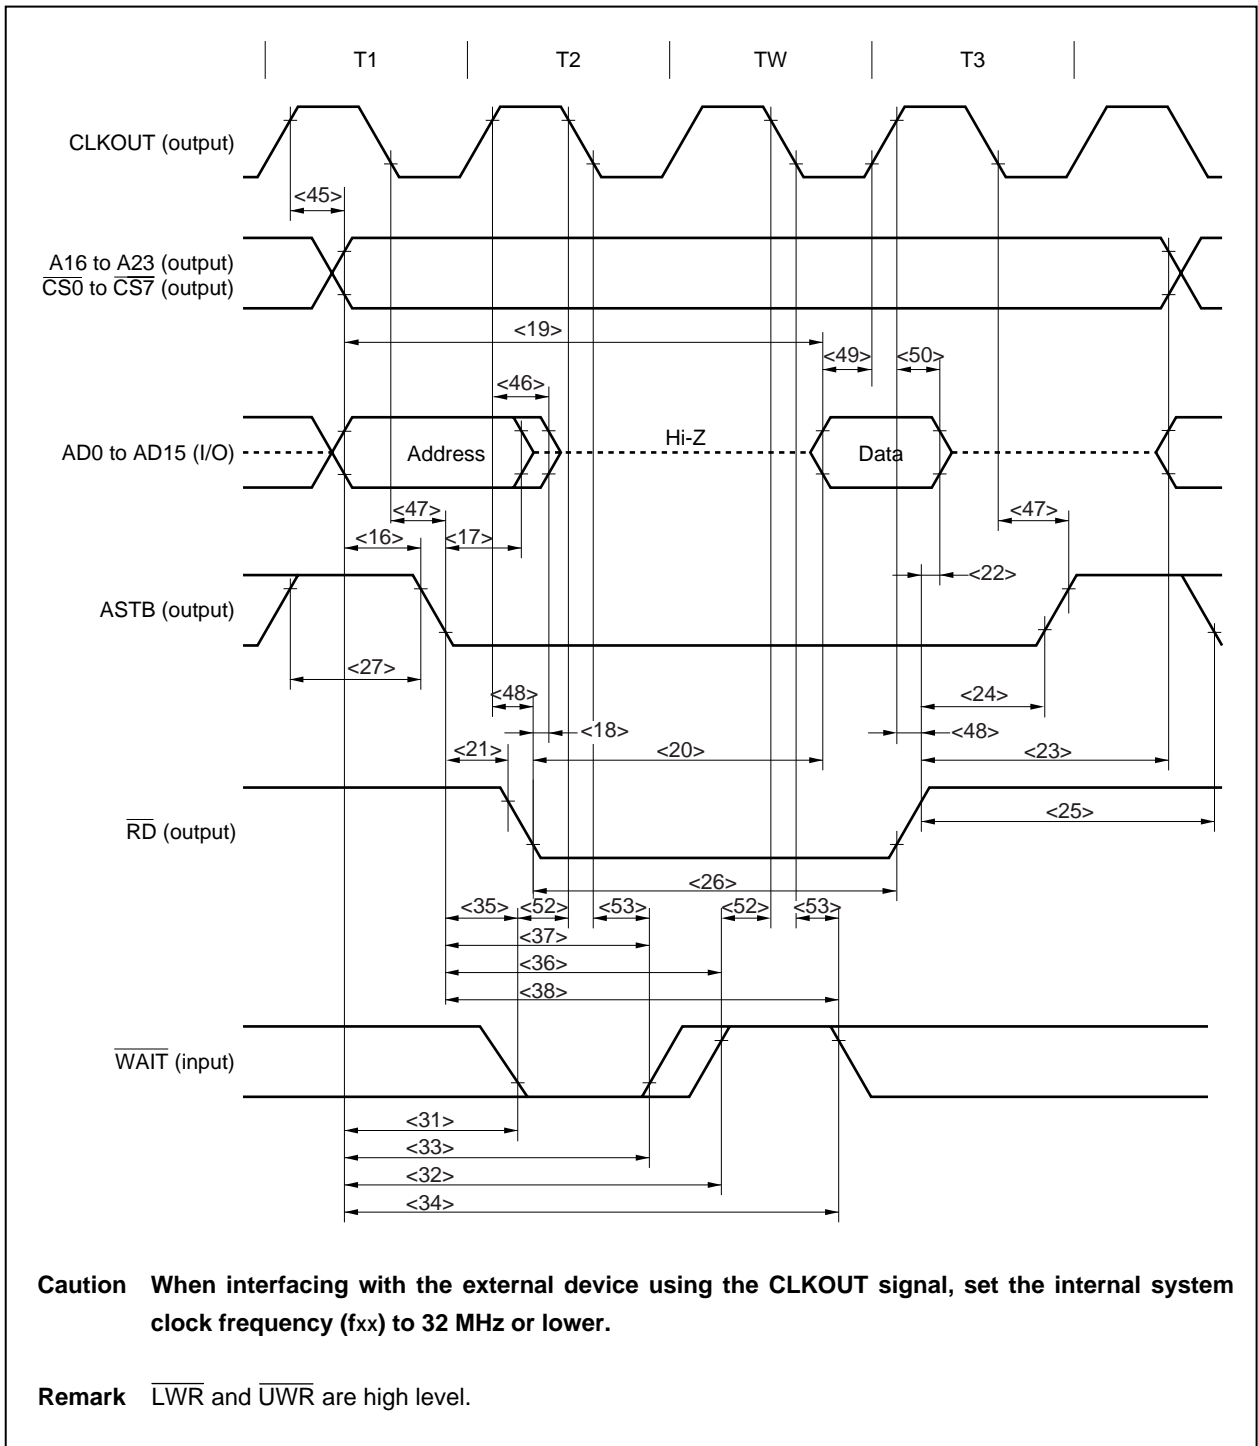 T1 T2 TW T3
CLKOUT (output)
<45>
A16 to A23 (output)
CS0 to CS7 (output)
<19>
<49> <50>
<46>
AD0 to AD15 (I/O) Address Hi-Z Data
<47> <47>
<16> <17>
<22>
ASTB (output)
<27>
<48> <24>
<18> <48>
<21> <20> <23>
RD (output)
<25>
<26>
<35> <52> <53> <52> <53>
<37>
<36>
<38>
WAIT (input)
<31>
<33>
<32>
<34>
Caution When interfacing with the external device using the CLKOUT signal, set the internal system
clock frequency (fxx) to 32 MHz or lower.
Remark LWR and UWR are high level.